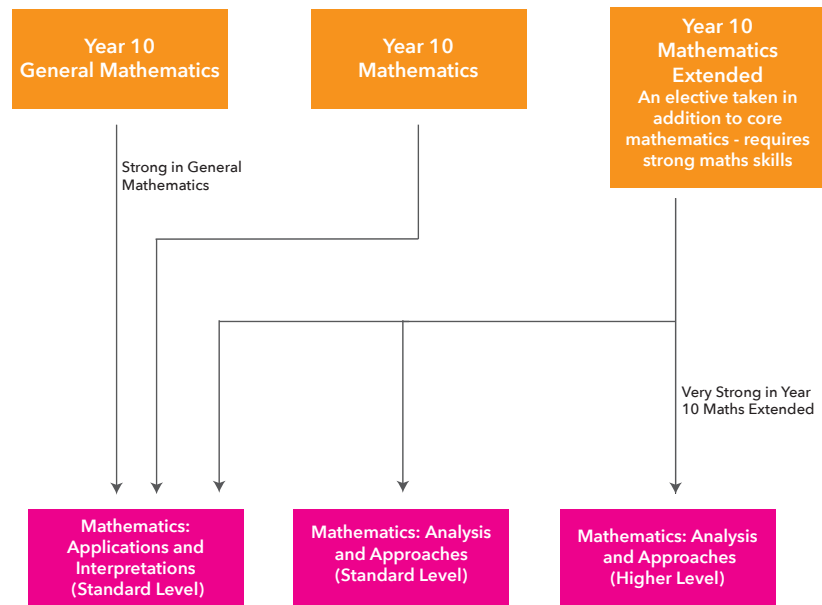 Year 10
General Mathematics
Year 10
Mathematics
Year 10
Mathematics
Extended
An elective taken in
addition to core
mathematics - requires
strong maths skills
Strong in General
Mathematics
Very Strong in Year
10 Maths Extended
Mathematics:
Applications and
Interpretations
(Standard Level)
Mathematics: Analysis
and Approaches
(Standard Level)
Mathematics: Analysis
and Approaches
(Higher Level)